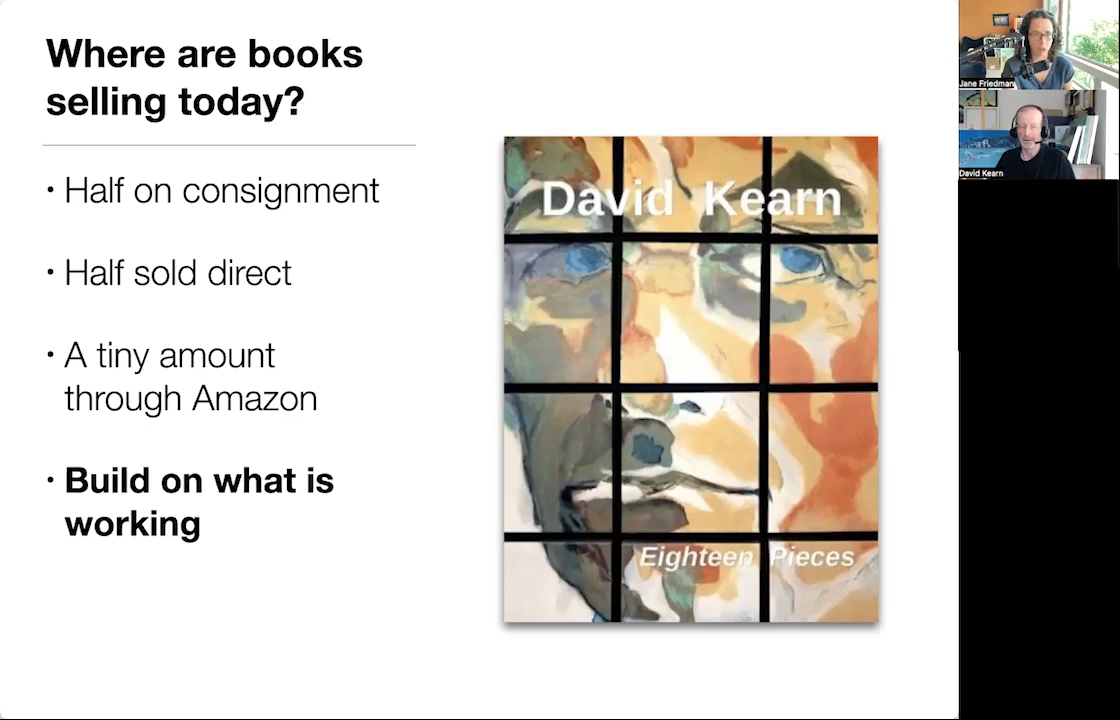 Where are books
selling today?
• Half on consignment
• Half sold direct
• A tiny amount
through Amazon
• Build on what is
working
David Kearn
Eighteen Pieces
Jane Friedman
David Kearn